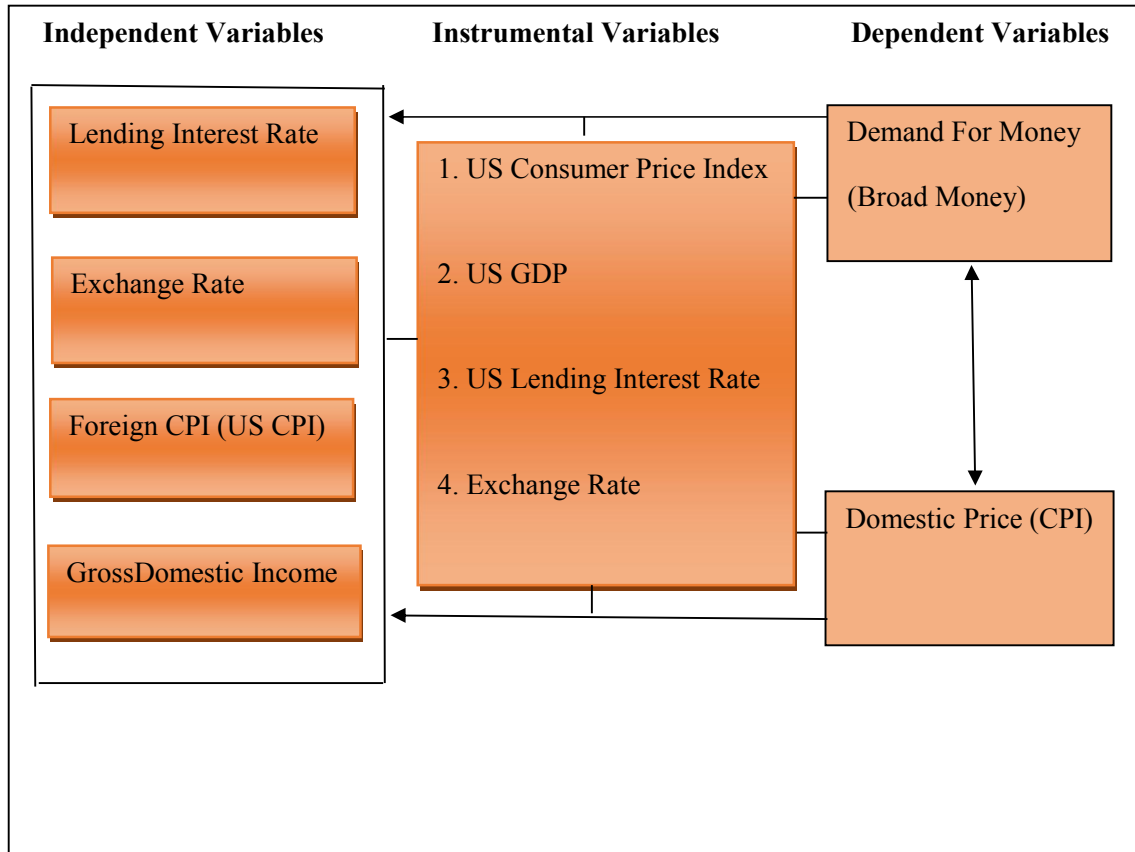 Independent Variables
Instrumental Variables
Dependent Variables
Lending Interest Rate
Exchange Rate
Foreign CPI (US CPI)
GrossDomestic Income
1. US Consumer Price Index
2. US GDP
3. US Lending Interest Rate
4. Exchange Rate
Demand For Money
(Broad Money)
Domestic Price (CPI)